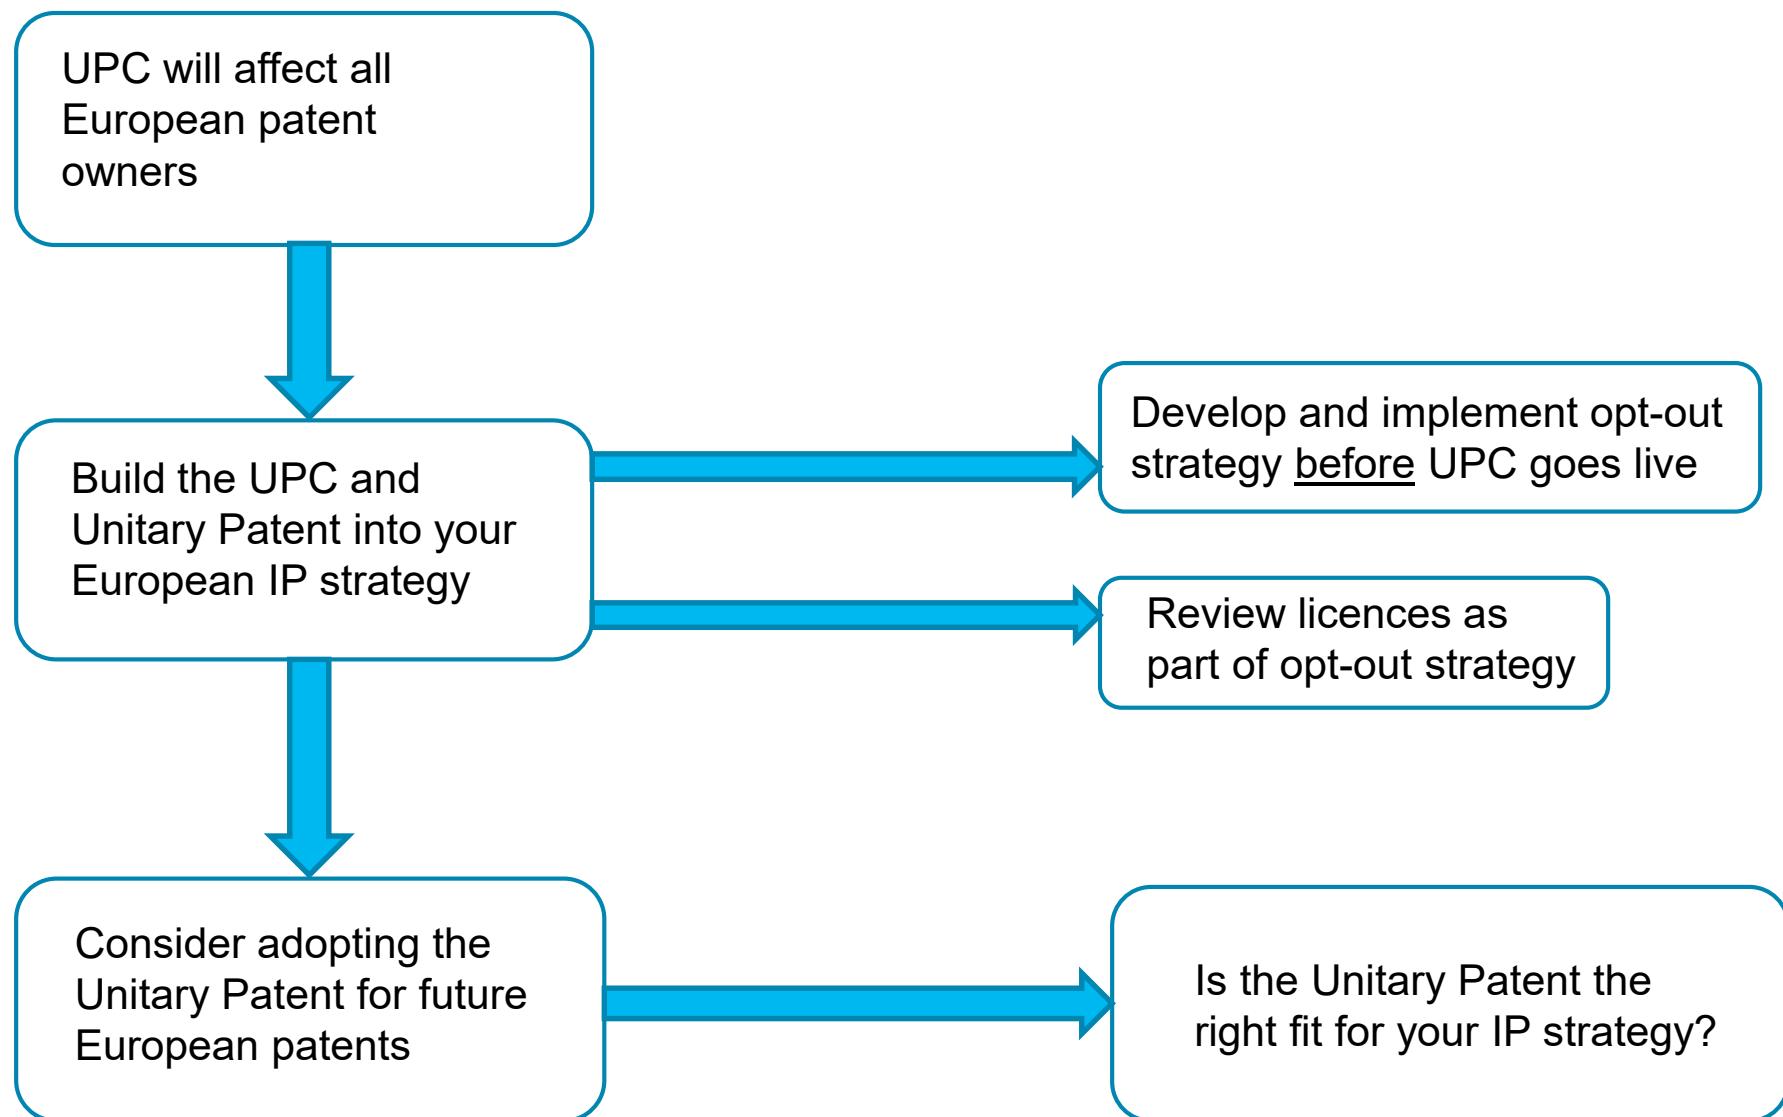 UPC will affect all
European patent
owners
Build the UPC and
Unitary Patent into your
European IP strategy
Develop and implement opt-out
strategy before UPC goes live
Review licences as
part of opt-out strategy
Consider adopting the
Unitary Patent for future
European patents
Is the Unitary Patent the
right fit for your IP strategy?